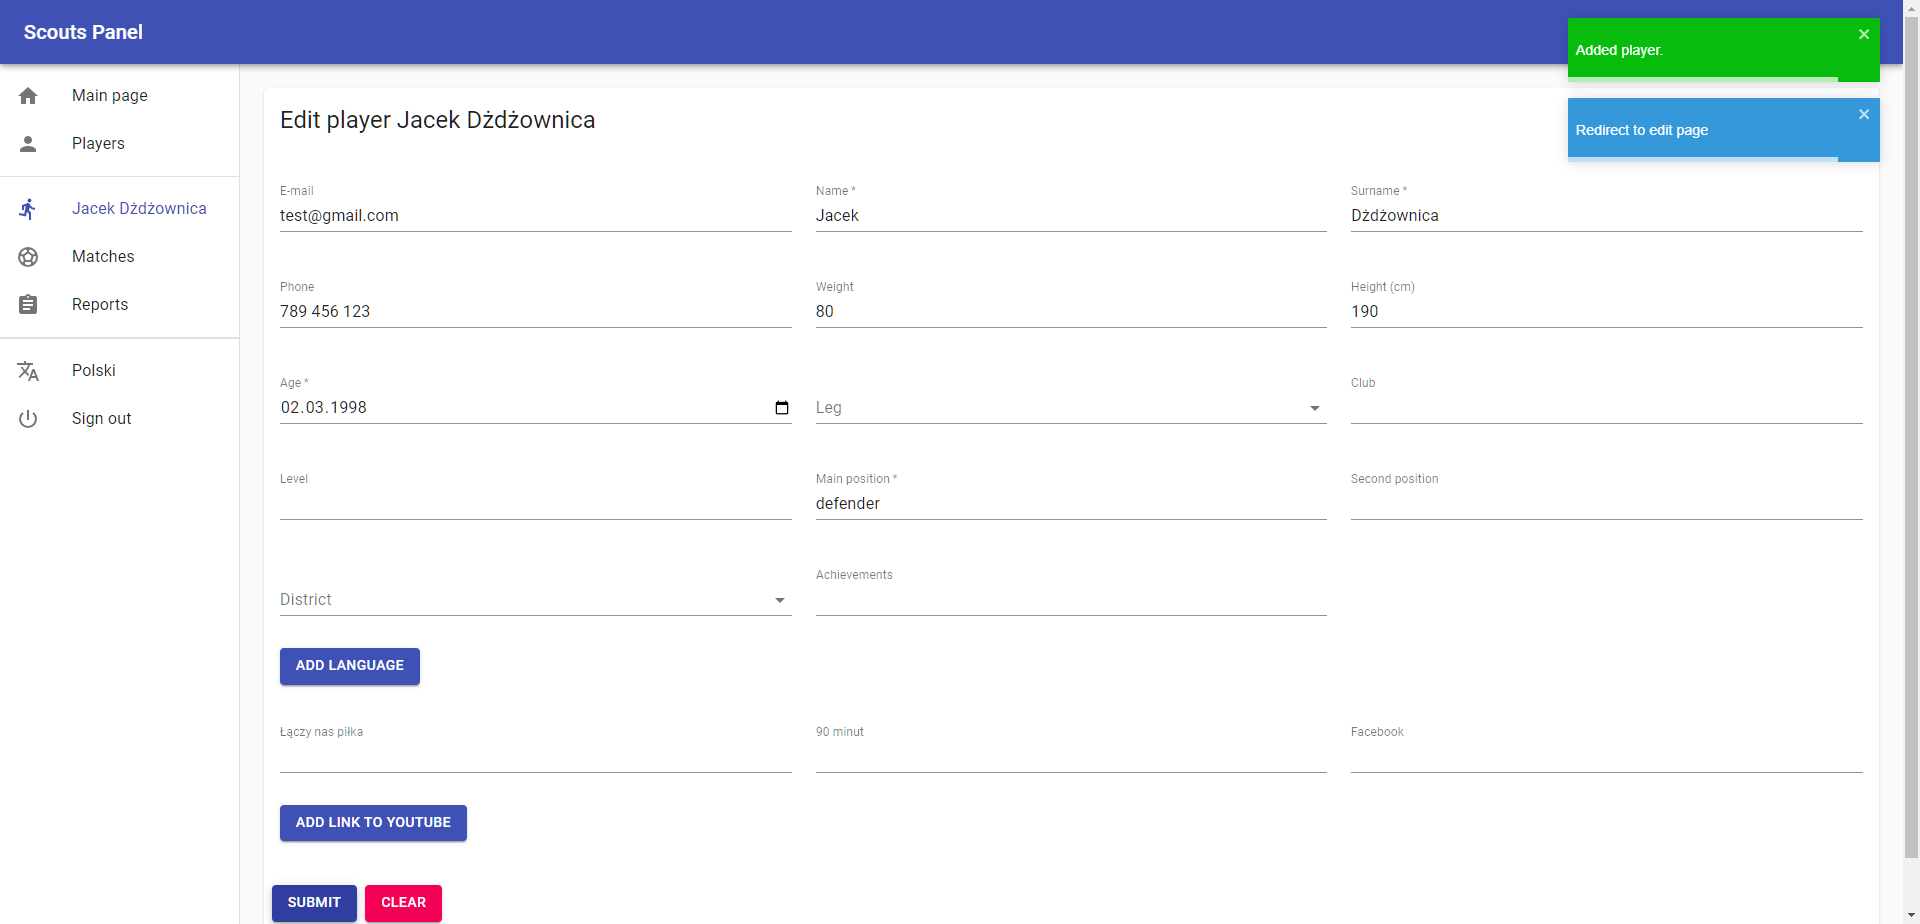 Scouts Panel
Added player.
Redirect to edit page
Main page
Players
Jacek Dżdżownica
Matches
Reports
Polski
Sign out
Edit player Jacek Dżdżownica
E-mail
test@gmail.com
Name *
Jacek
Surname *
Dżdżownica
Phone
789 456 123
Weight
80
Height (cm)
190
Age *
02.03.1998
Leg
Club
Level
Main position *
defender
Second position
District
Achievements
ADD LANGUAGE
Łączy nas piłka
90 minut
Facebook
ADD LINK TO YOUTUBE
SUBMIT
CLEAR